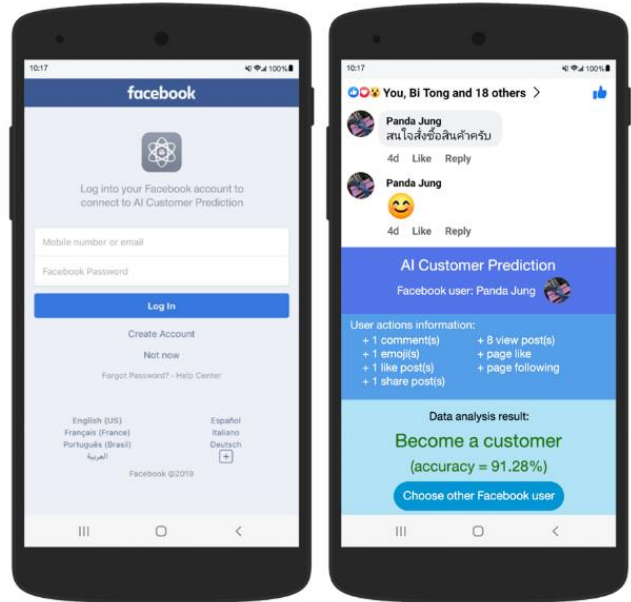 10:17
100%
facebook
Log into your Facebook account to
connect to AI Customer Prediction
Mobile number or email
Facebook Password
Log In
Create Account
Not now
Forgot Password? - Help Center
English (US)
Français (France)
Português (Brasil)
العربية
Español
Italiano
Deutsch
Facebook ©2019
10:17
100%
You, Bi Tong and 18 others >
Panda Jung
สนใจสั่งซื้อสินค้าครับ
4d Like Reply
Panda Jung
4d Like Reply
AI Customer Prediction
Facebook user: Panda Jung
User actions information:
+ 1 comment(s)
+ 1 emoji(s)
+ 1 like post(s)
+ 1 share post(s)
+ 8 view post(s)
+ page like
+ page following
Data analysis result:
Become a customer
(accuracy = 91.28%)
Choose other Facebook user